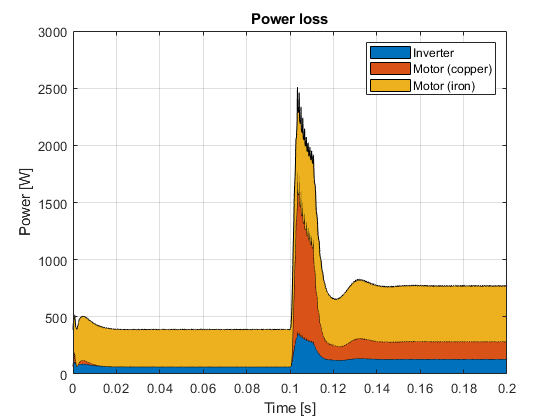 Power loss
Inverter
Motor (copper)
Motor (iron)
Power [W]
3000
2500
2000
1500
1000
500
0
0 0.02 0.04 0.06 0.08 0.1 0.12 0.14 0.16 0.18 0.2
Time [s]